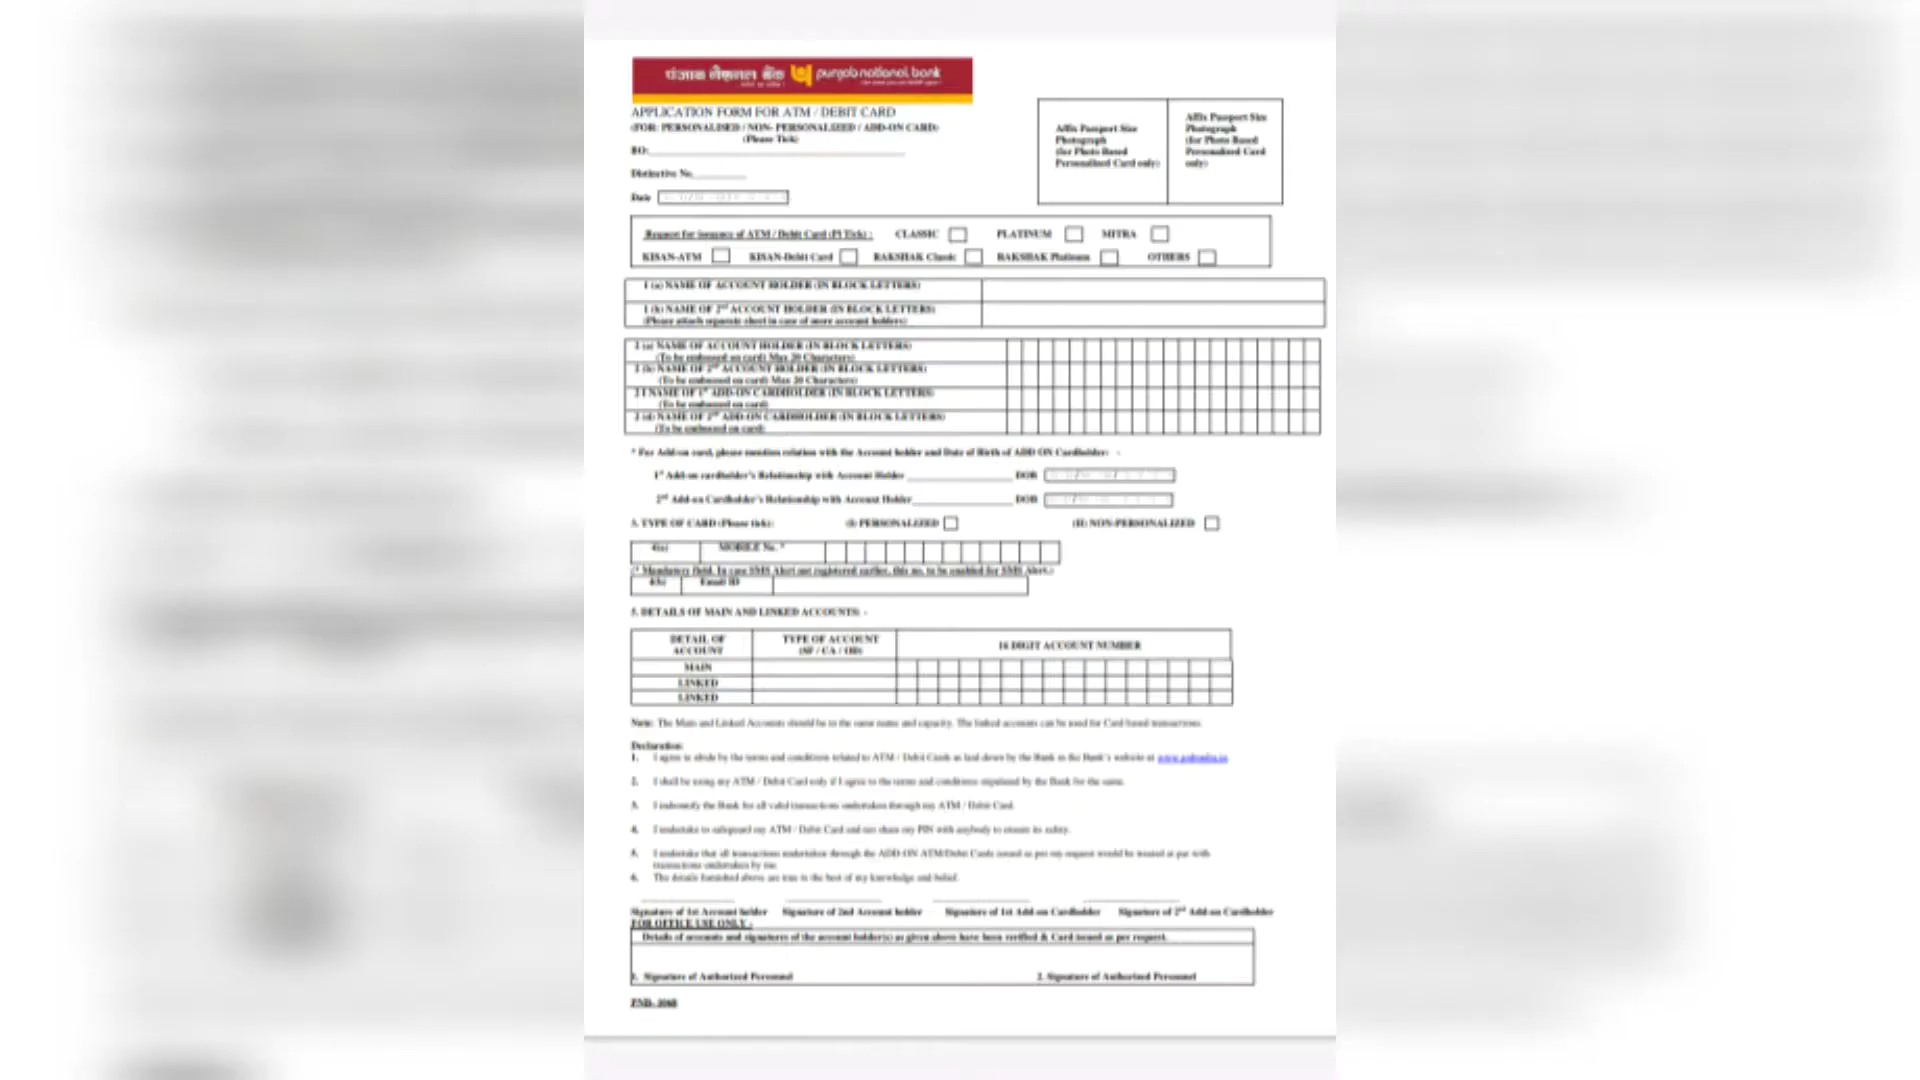 पंजाब नैशनल बैंक punjab national bank
APPLICATION FORM FOR ATM / DEBIT CARD
(FOR: PERSONALISED / NON- PERSONALIZED / ADD-ON CARD)
(Please Tick)
BO:
Distinctive No.
Date
Affix Passport Size
Photograph
(for Photo Based
Personalized Card only)
Affix Passport Size
Photograph
(for Photo Based
Personalized Card
only)
Request for issuance of ATM / Debit Card (Pl Tick) : CLASSIC PLATINUM MITRA
KISAN-ATM KISAN-Debit Card RAKSHAK Classic RAKSHAK Platinum OTHERS
1 (a) NAME OF ACCOUNT HOLDER (IN BLOCK LETTERS)
1 (b) NAME OF 2nd ACCOUNT HOLDER (IN BLOCK LETTERS)
(Please attach separate sheet in case of more account holders)
2 (a) NAME OF ACCOUNT HOLDER (IN BLOCK LETTERS)
(To be embossed on card) Max 20 Characters)
2 (b) NAME OF 2nd ACCOUNT HOLDER (IN BLOCK LETTERS)
(To be embossed on card) Max 20 Characters)
2 I NAME OF 1st ADD-ON CARDHOLDER (IN BLOCK LETTERS)
(To be embossed on card)
2 (d) NAME OF 2nd ADD-ON CARDHOLDER (IN BLOCK LETTERS)
(To be embossed on card)
* For Add-on card, please mention relation with the Account holder and Date of Birth of ADD ON Cardholder: -
1st Add-on cardholder's Relationship with Account Holder DOB
2nd Add-on Cardholder's Relationship with Account Holder DOB
3. TYPE OF CARD (Please tick): (I) PERSONALIZED (II) NON-PERSONALIZED
4(a) MOBILE No. *
(* Mandatory field. In case SMS Alert not registered earlier, this no. to be enabled for SMS Alert.)
4(b) Email ID
5. DETAILS OF MAIN AND LINKED ACCOUNTS: -
DETAIL OF ACCOUNT TYPE OF ACCOUNT (SF / CA / OD) 16 DIGIT ACCOUNT NUMBER
MAIN
LINKED
LINKED
Note: The Main and Linked Accounts should be in the same name and capacity. The linked accounts can be used for Card based transactions.
Declaration:
1. I agree to abide by the terms and conditions related to ATM / Debit Cards as laid down by the Bank in the Bank's website at www.pnbindia.in
2. I shall be using my ATM / Debit Card only if I agree to the terms and conditions stipulated by the Bank for the same.
3. I indemnify the Bank for all valid transactions undertaken through my ATM / Debit Card.
4. I undertake to safeguard my ATM / Debit Card and not share my PIN with anybody to ensure its safety.
5. I undertake that all transactions undertaken through the ADD-ON ATM/Debit Cards issued as per my request would be treated at par with
transactions undertaken by me.
6. The details furnished above are true to the best of my knowledge and belief.
Signature of 1st Account holder Signature of 2nd Account holder Signature of 1st Add-on Cardholder Signature of 2nd Add-on Cardholder
FOR OFFICE USE ONLY -
Details of accounts and signatures of the account holder(s) as given above have been verified & Card issued as per request.
1. Signature of Authorized Personnel 2. Signature of Authorized Personnel